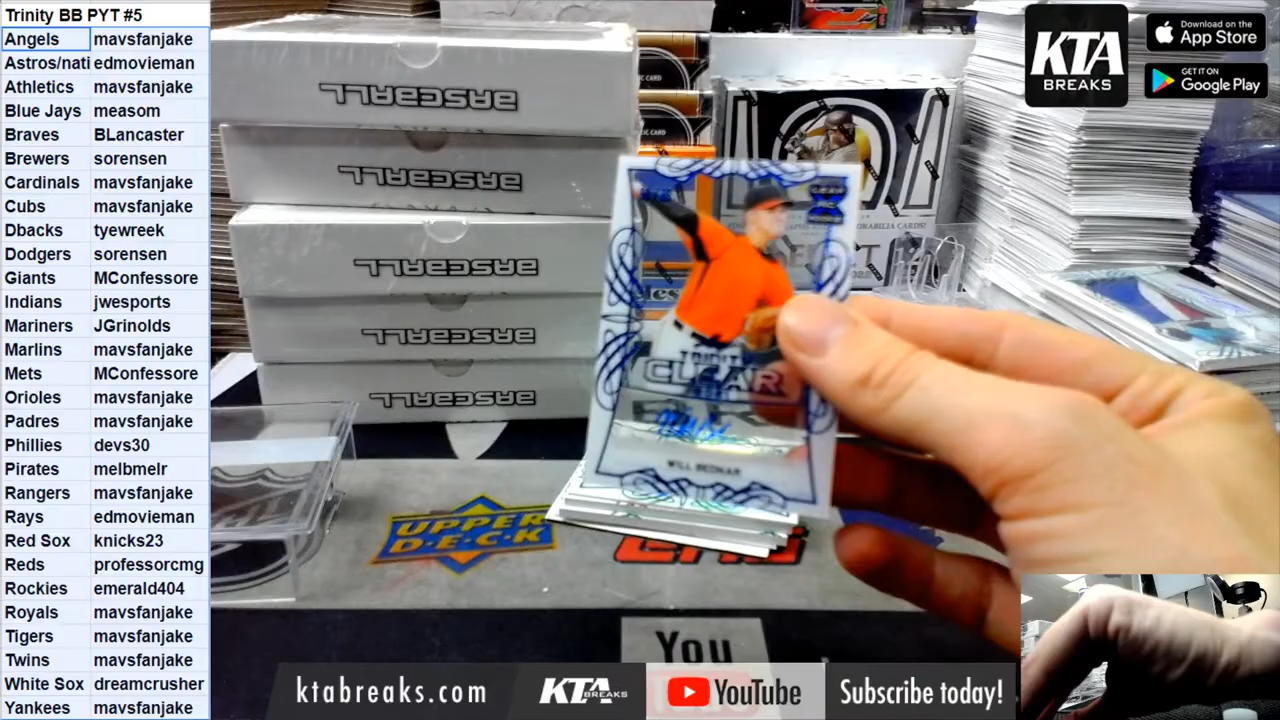 Trinity BB PYT #5
Angels mavsfanjake
Astros/nati edmovieman
Athletics mavsfanjake
Blue Jays measom
Braves BLancaster
Brewers sorensen
Cardinals mavsfanjake
Cubs mavsfanjake
Dbacks tyewreek
Dodgers sorensen
Giants MConfessore
Indians jwesports
Mariners JGrinolds
Marlins mavsfanjake
Mets MConfessore
Orioles mavsfanjake
Padres mavsfanjake
Phillies devs30
Pirates melbmelr
Rangers mavsfanjake
Rays edmovieman
Red Sox knicks23
Reds professorcmg
Rockies emerald404
Royals mavsfanjake
Tigers mavsfanjake
Twins mavsfanjake
White Sox dreamcrusher
Yankees mavsfanjake
BASEBALL
BASEBALL
BASEBALL
BASEBALL
BASEBALL
KTA
BREAKS
Download on the
App Store
GET IT ON
Google Play
TRINITY
CLEAR
WILL BEDNAR
UPPER
DECK
You
ktabreaks.com
KTA BREAKS
YouTube
Subscribe today!